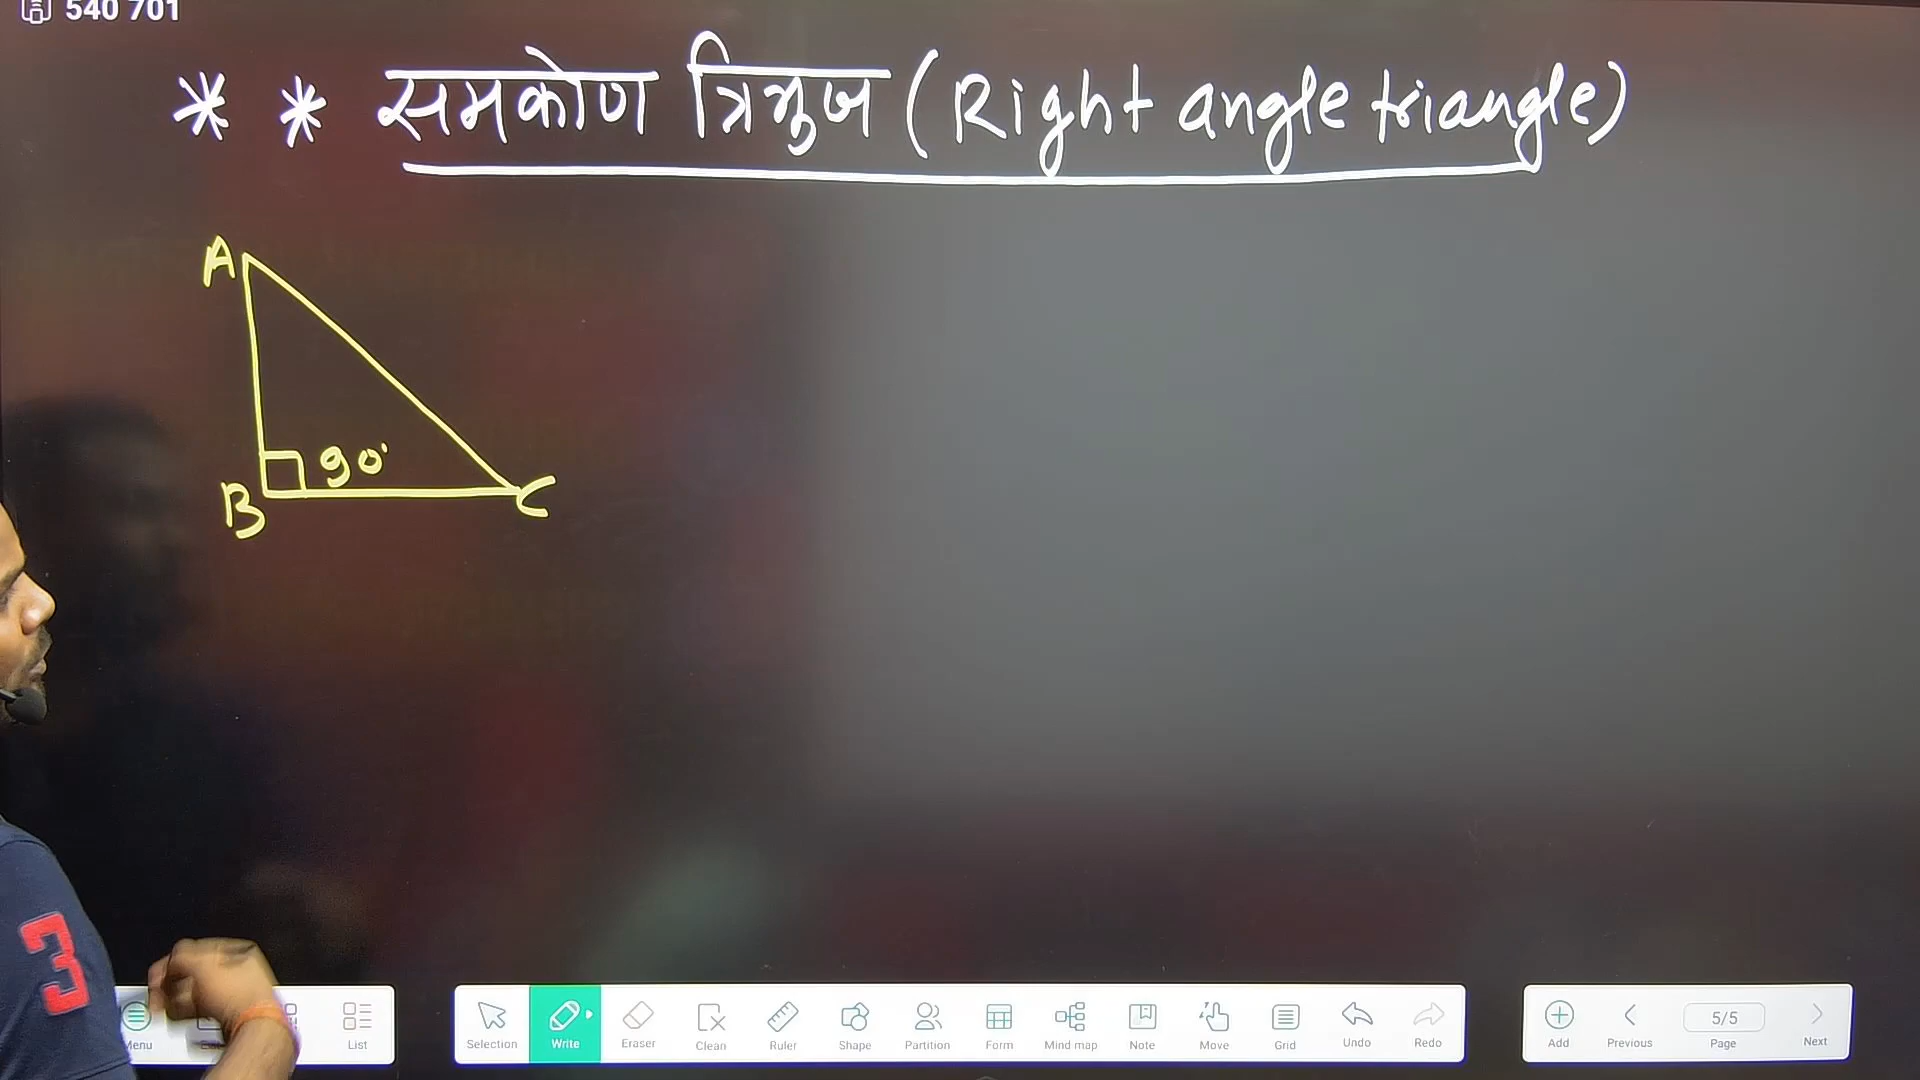 540 701
* * समकोण त्रिभुज (Right angle triangle)
A
90°
B
C
Menu
List
Selection
Write
Eraser
Clean
Ruler
Shape
Partition
Form
Mind map
Note
Move
Grid
Undo
Redo
Add
Previous
5/5
Page
Next
3